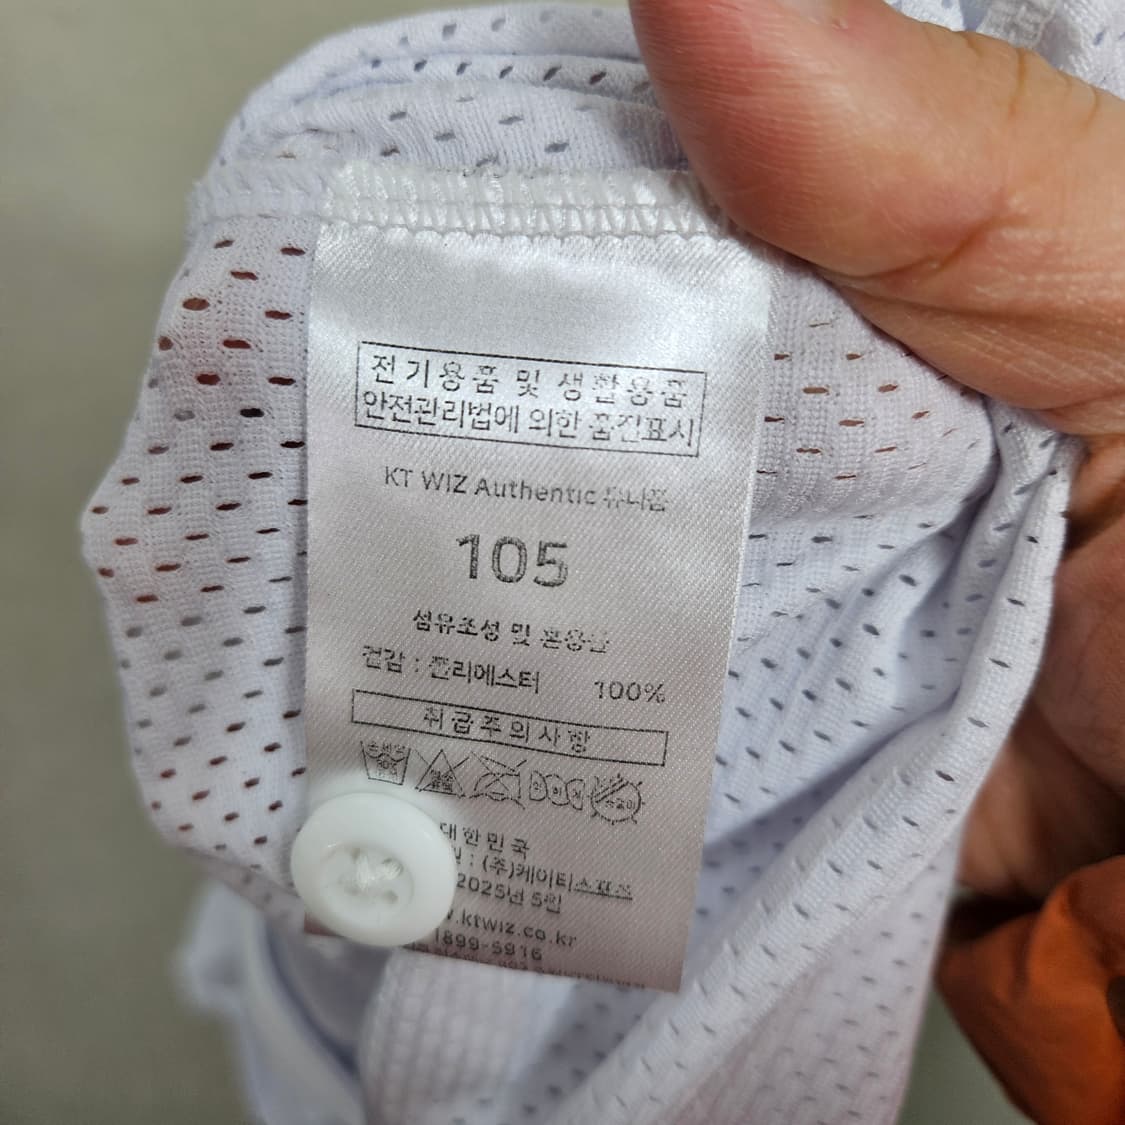 전기용품 및 생활용품
안전관리법에 의한 품질표시
KT WIZ Authentic 유니폼
105
섬유조성 및 혼용율
겉감 : 폴리에스터 100%
취급주의사항
대한민국
: (주)케이티스포츠
2025년 5월
.ktwiz.co.kr
1899-5916